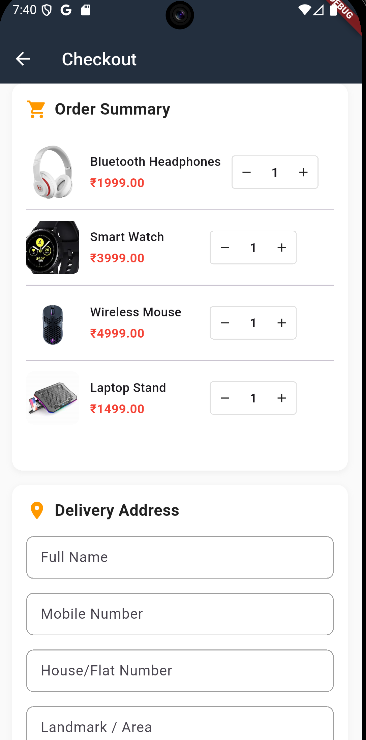 7:40
DEBUG
Checkout
Order Summary
Bluetooth Headphones
₹1999.00
− 1 +
Smart Watch
₹3999.00
− 1 +
Wireless Mouse
₹4999.00
− 1 +
Laptop Stand
₹1499.00
− 1 +
Delivery Address
Full Name
Mobile Number
House/Flat Number
Landmark / Area